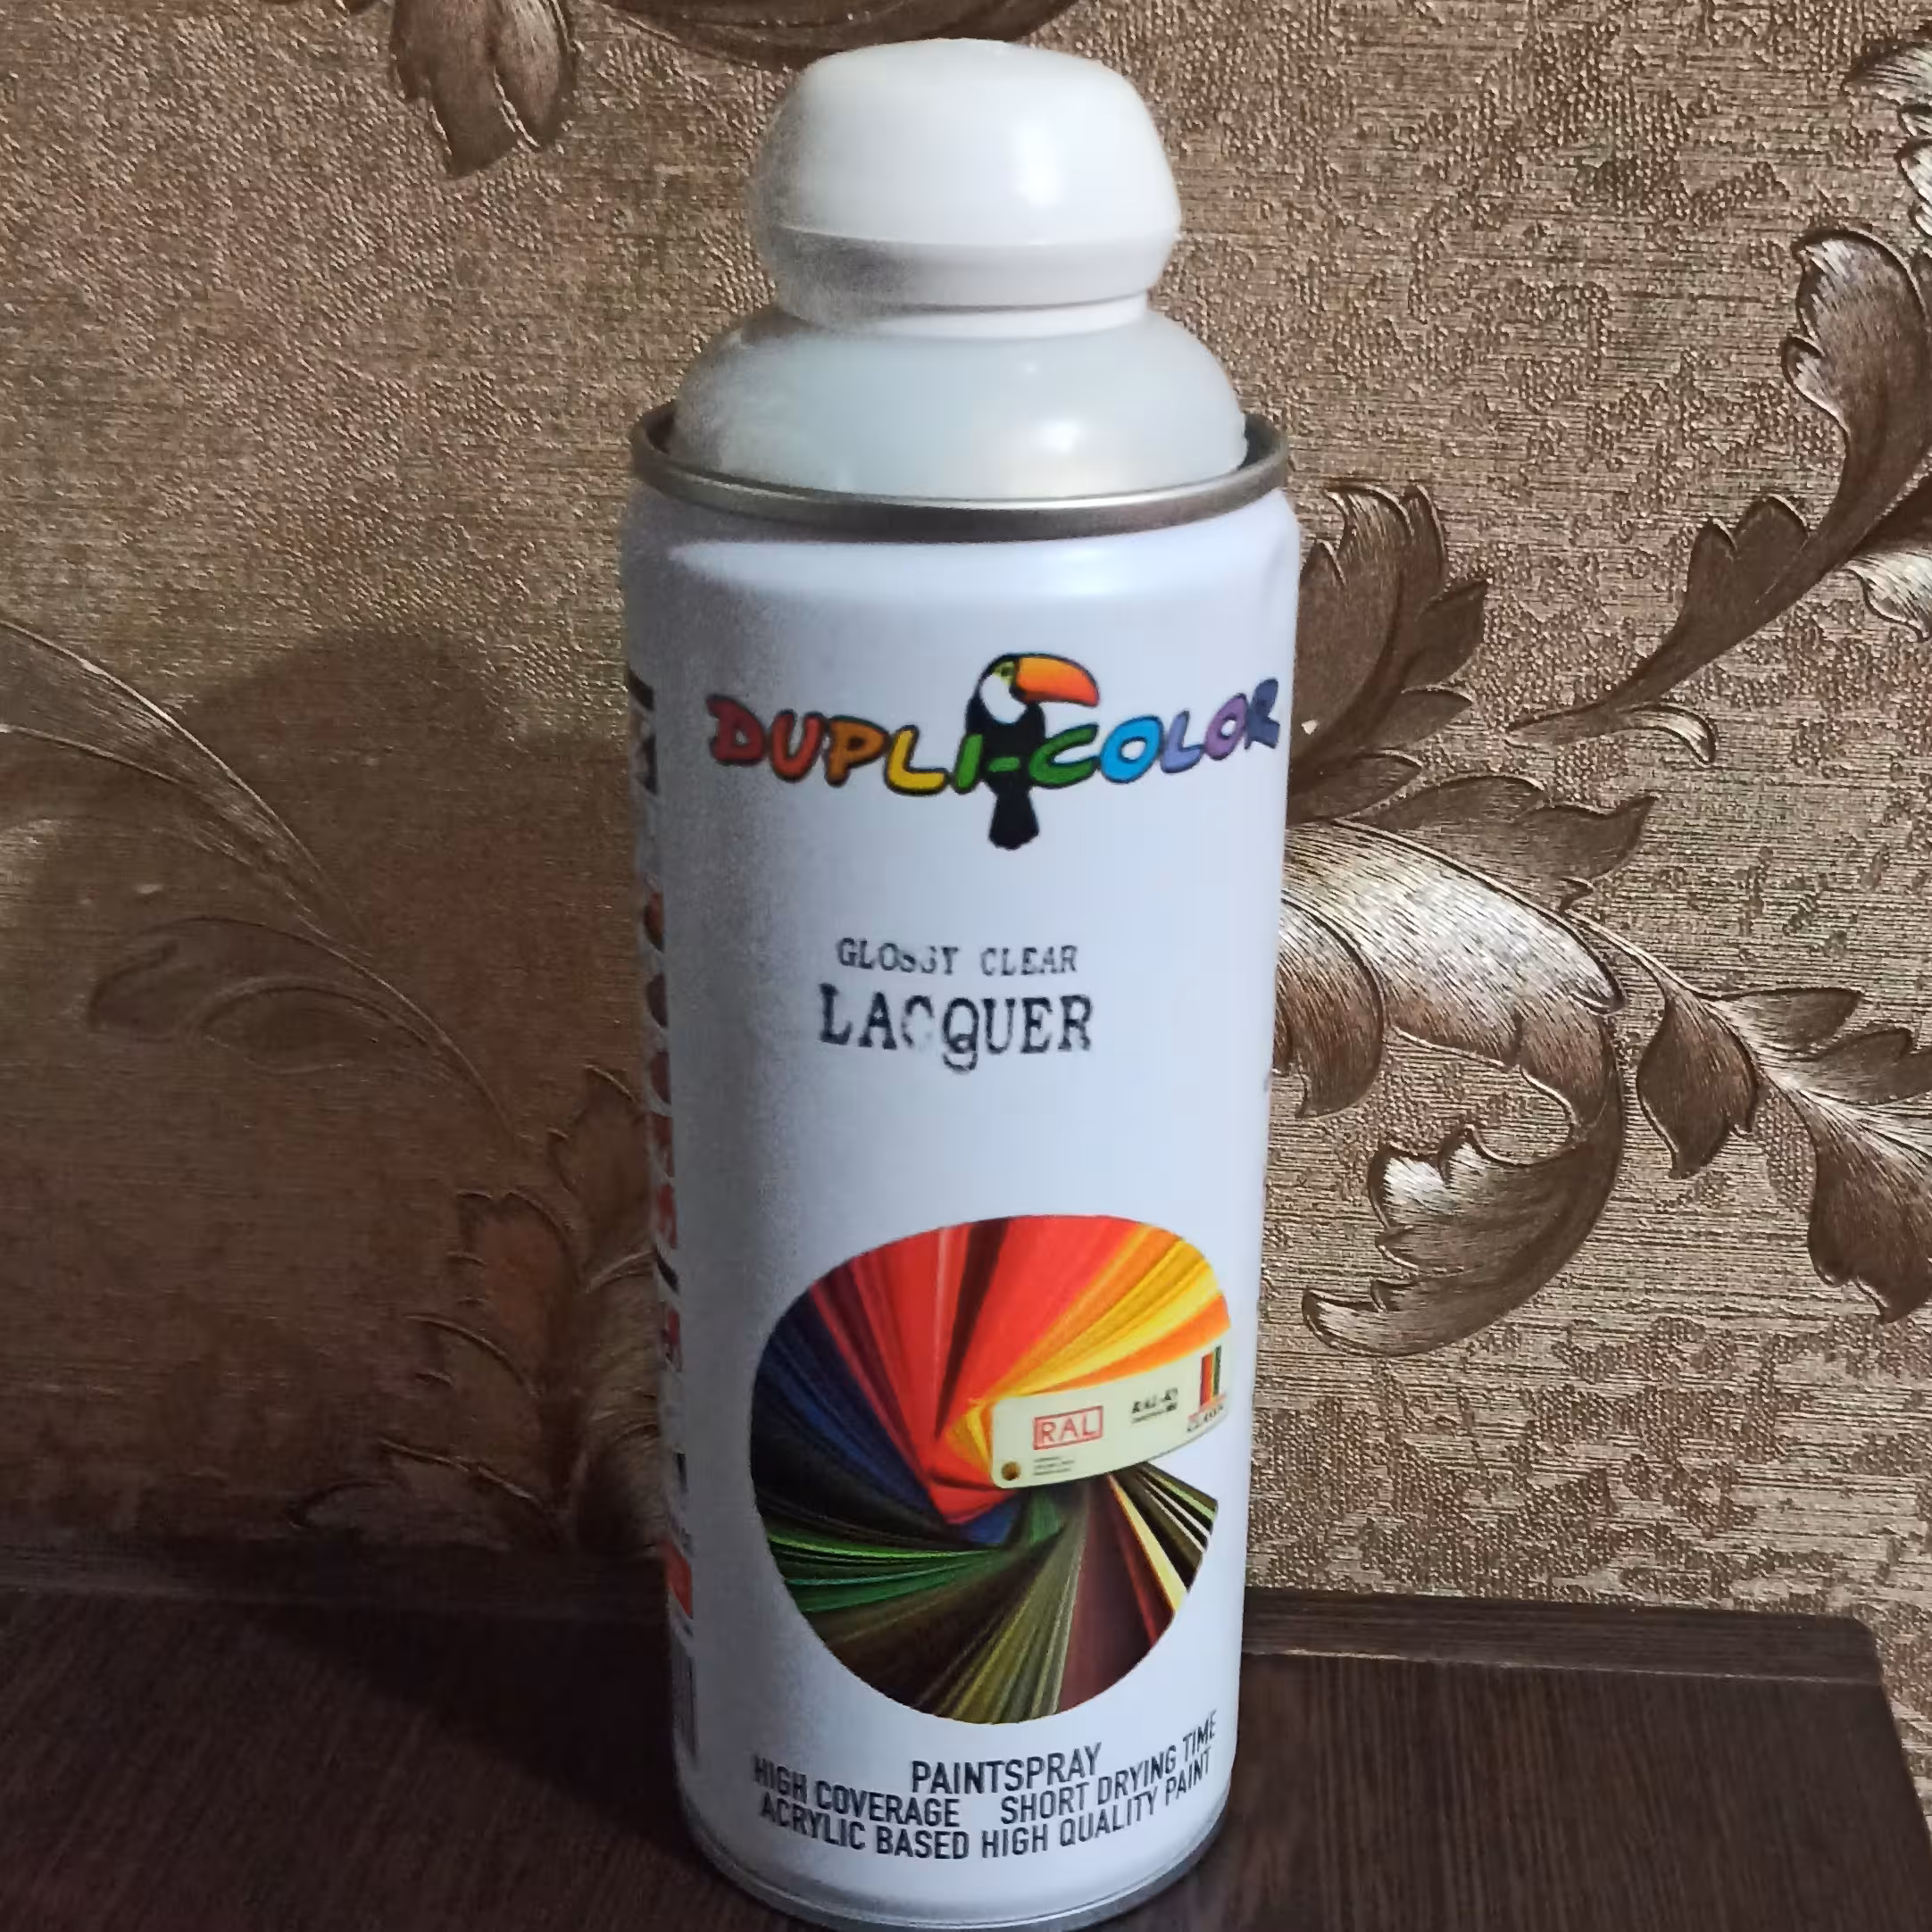 DUPLI-COLOR
GLOSSY CLEAR
LACQUER
RAL
PAINTSPRAY
HIGH COVERAGE SHORT DRYING TIME
ACRYLIC BASED HIGH QUALITY PAINT